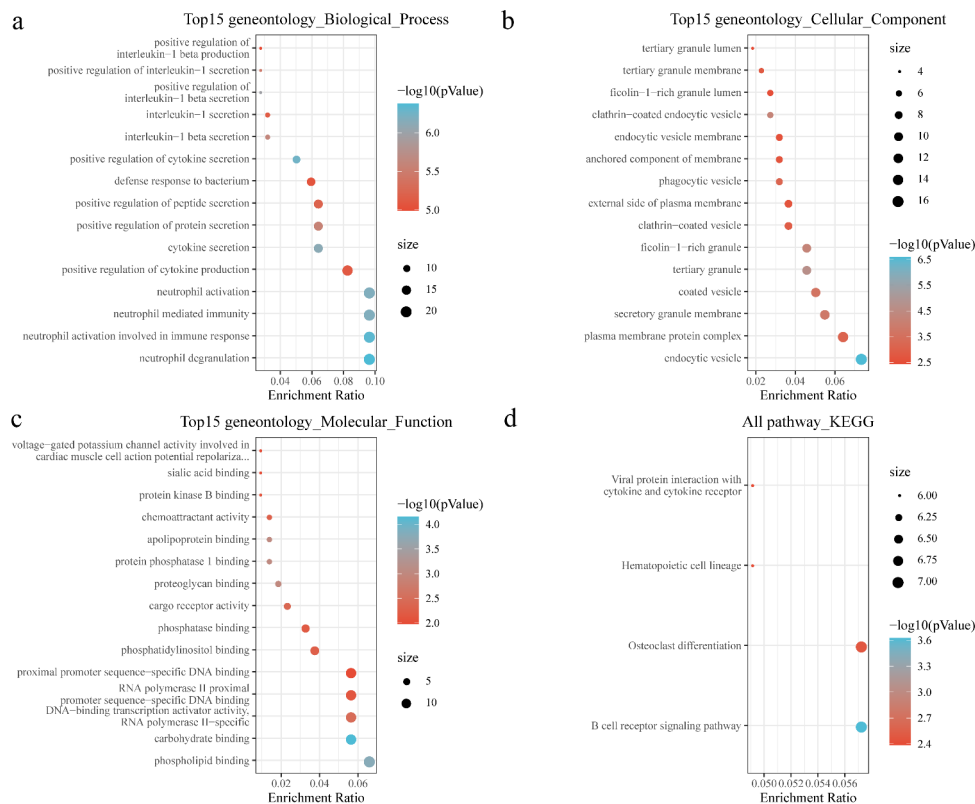 a
Top15 geneontology_Biological_Process
positive regulation of
interleukin−1 beta production
positive regulation of interleukin−1 secretion
positive regulation of
interleukin−1 beta secretion
interleukin−1 secretion
interleukin−1 beta secretion
positive regulation of cytokine secretion
defense response to bacterium
positive regulation of peptide secretion
positive regulation of protein secretion
cytokine secretion
positive regulation of cytokine production
neutrophil activation
neutrophil mediated immunity
neutrophil activation involved in immune response
neutrophil degranulation
0.04 0.06 0.08 0.10
Enrichment Ratio
−log10(pValue)
6.0
5.5
5.0
size
10
15
20
b
Top15 geneontology_Cellular_Component
tertiary granule lumen
tertiary granule membrane
ficolin−1−rich granule lumen
clathrin−coated endocytic vesicle
endocytic vesicle membrane
anchored component of membrane
phagocytic vesicle
external side of plasma membrane
clathrin−coated vesicle
ficolin−1−rich granule
tertiary granule
coated vesicle
secretory granule membrane
plasma membrane protein complex
endocytic vesicle
0.02 0.04 0.06
Enrichment Ratio
size
4
6
8
10
12
14
16
−log10(pValue)
6.5
5.5
4.5
3.5
2.5
c
Top15 geneontology_Molecular_Function
voltage−gated potassium channel activity involved in
cardiac muscle cell action potential repolariza...
sialic acid binding
protein kinase B binding
chemoattractant activity
apolipoprotein binding
protein phosphatase 1 binding
proteoglycan binding
cargo receptor activity
phosphatase binding
phosphatidylinositol binding
proximal promoter sequence−specific DNA binding
RNA polymerase II proximal
promoter sequence−specific DNA binding
DNA−binding transcription activator activity,
RNA polymerase II−specific
carbohydrate binding
phospholipid binding
0.02 0.04 0.06
Enrichment Ratio
−log10(pValue)
4.0
3.5
3.0
2.5
2.0
size
5
10
d
All pathway_KEGG
Viral protein interaction with
cytokine and cytokine receptor
Hematopoietic cell lineage
Osteoclast differentiation
B cell receptor signaling pathway
0.050 0.052 0.054 0.056
Enrichment Ratio
size
6.00
6.25
6.50
6.75
7.00
−log10(pValue)
3.6
3.3
3.0
2.7
2.4